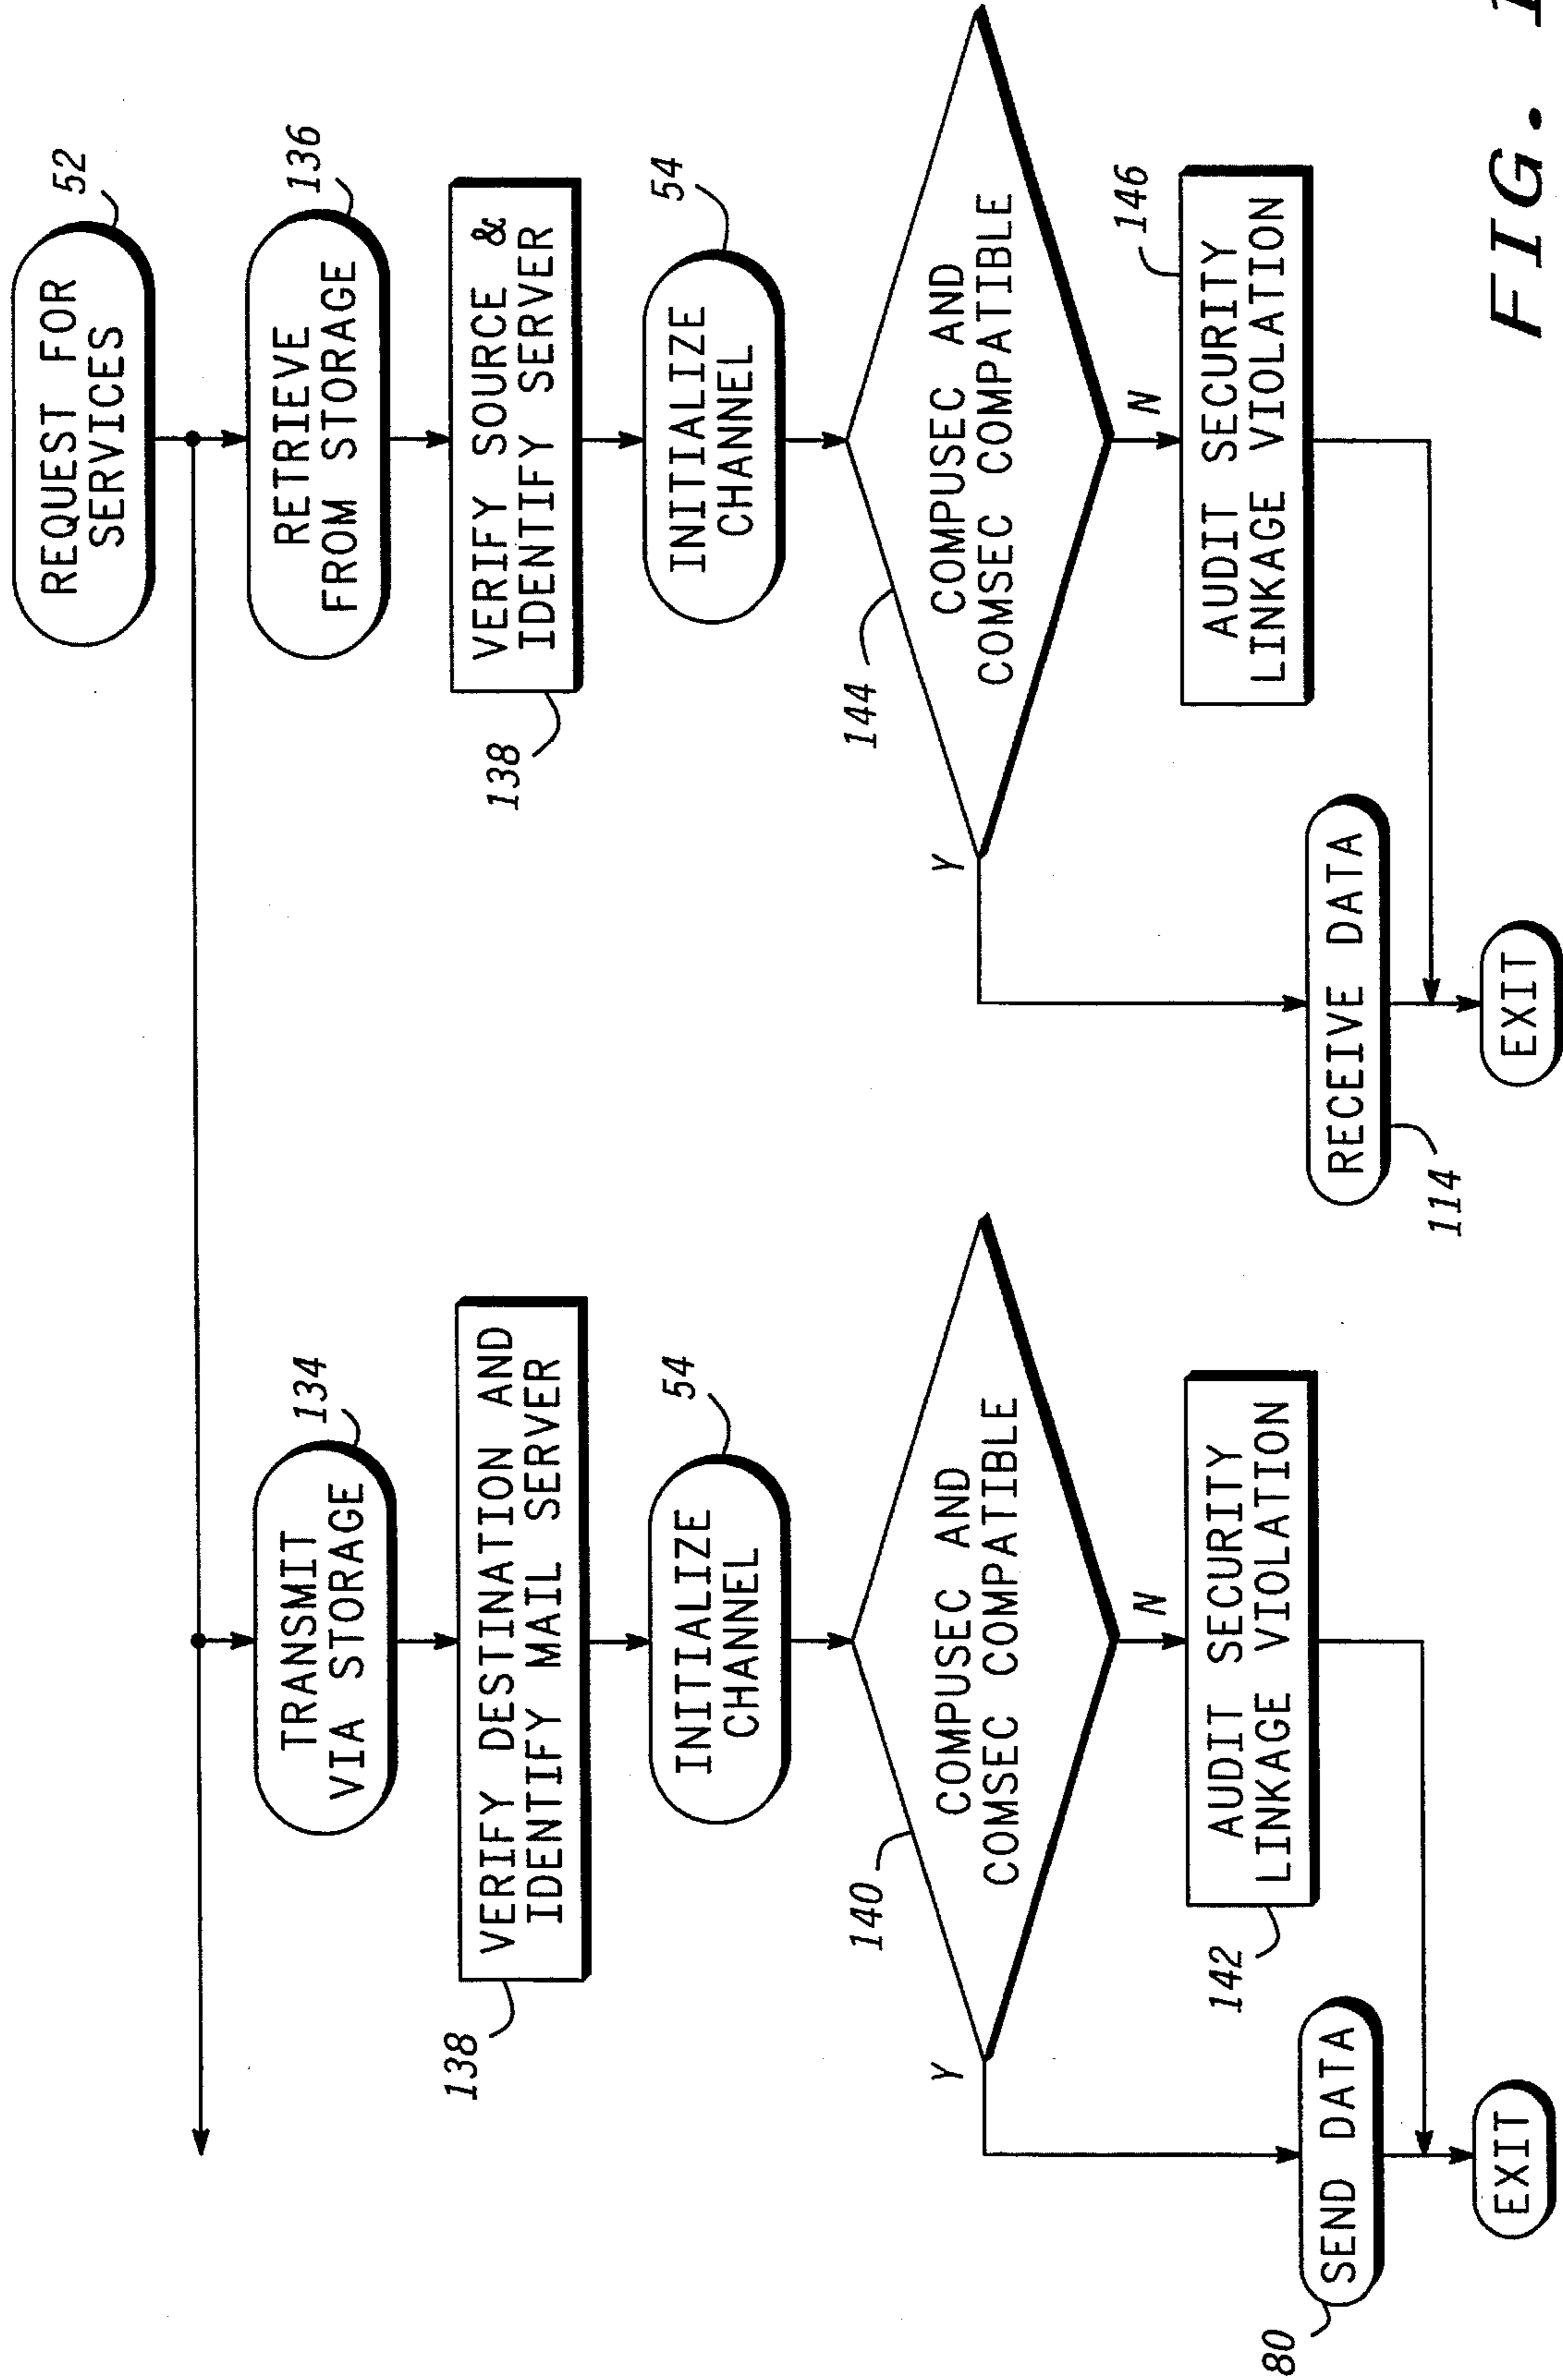 REQUEST FOR
SERVICES
52
TRANSMIT
VIA STORAGE
134
VERIFY DESTINATION AND
IDENTIFY MAIL SERVER
138
INITIALIZE
CHANNEL
54
COMPUSEC AND
COMSEC COMPATIBLE
140
Y
N
AUDIT SECURITY
LINKAGE VIOLATION
142
SEND DATA
80
EXIT
RETRIEVE
FROM STORAGE
136
VERIFY SOURCE &
IDENTIFY SERVER
138
INITIALIZE
CHANNEL
54
COMPUSEC AND
COMSEC COMPATIBLE
144
Y
N
AUDIT SECURITY
LINKAGE VIOLATION
146
RECEIVE DATA
114
EXIT
FIG.